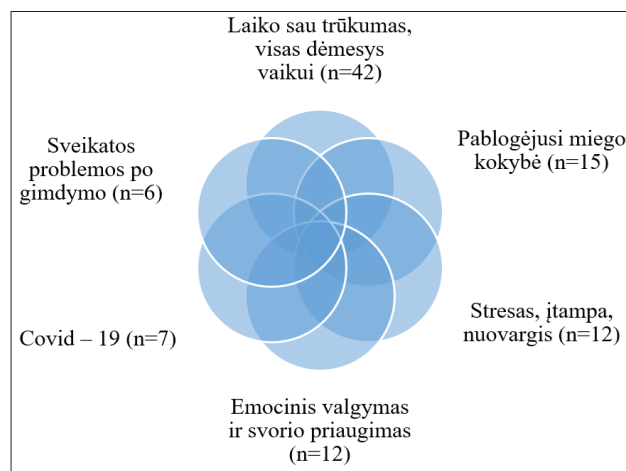 Laiko sau trūkumas,
visas dėmesys
vaikui (n=42)
Pablogėjusi miego
kokybė (n=15)
Stresas, įtampa,
nuovargis (n=12)
Emocinis valgymas
ir svorio priaugimas
(n=12)
Covid – 19 (n=7)
Sveikatos
problemos po
gimdymo (n=6)